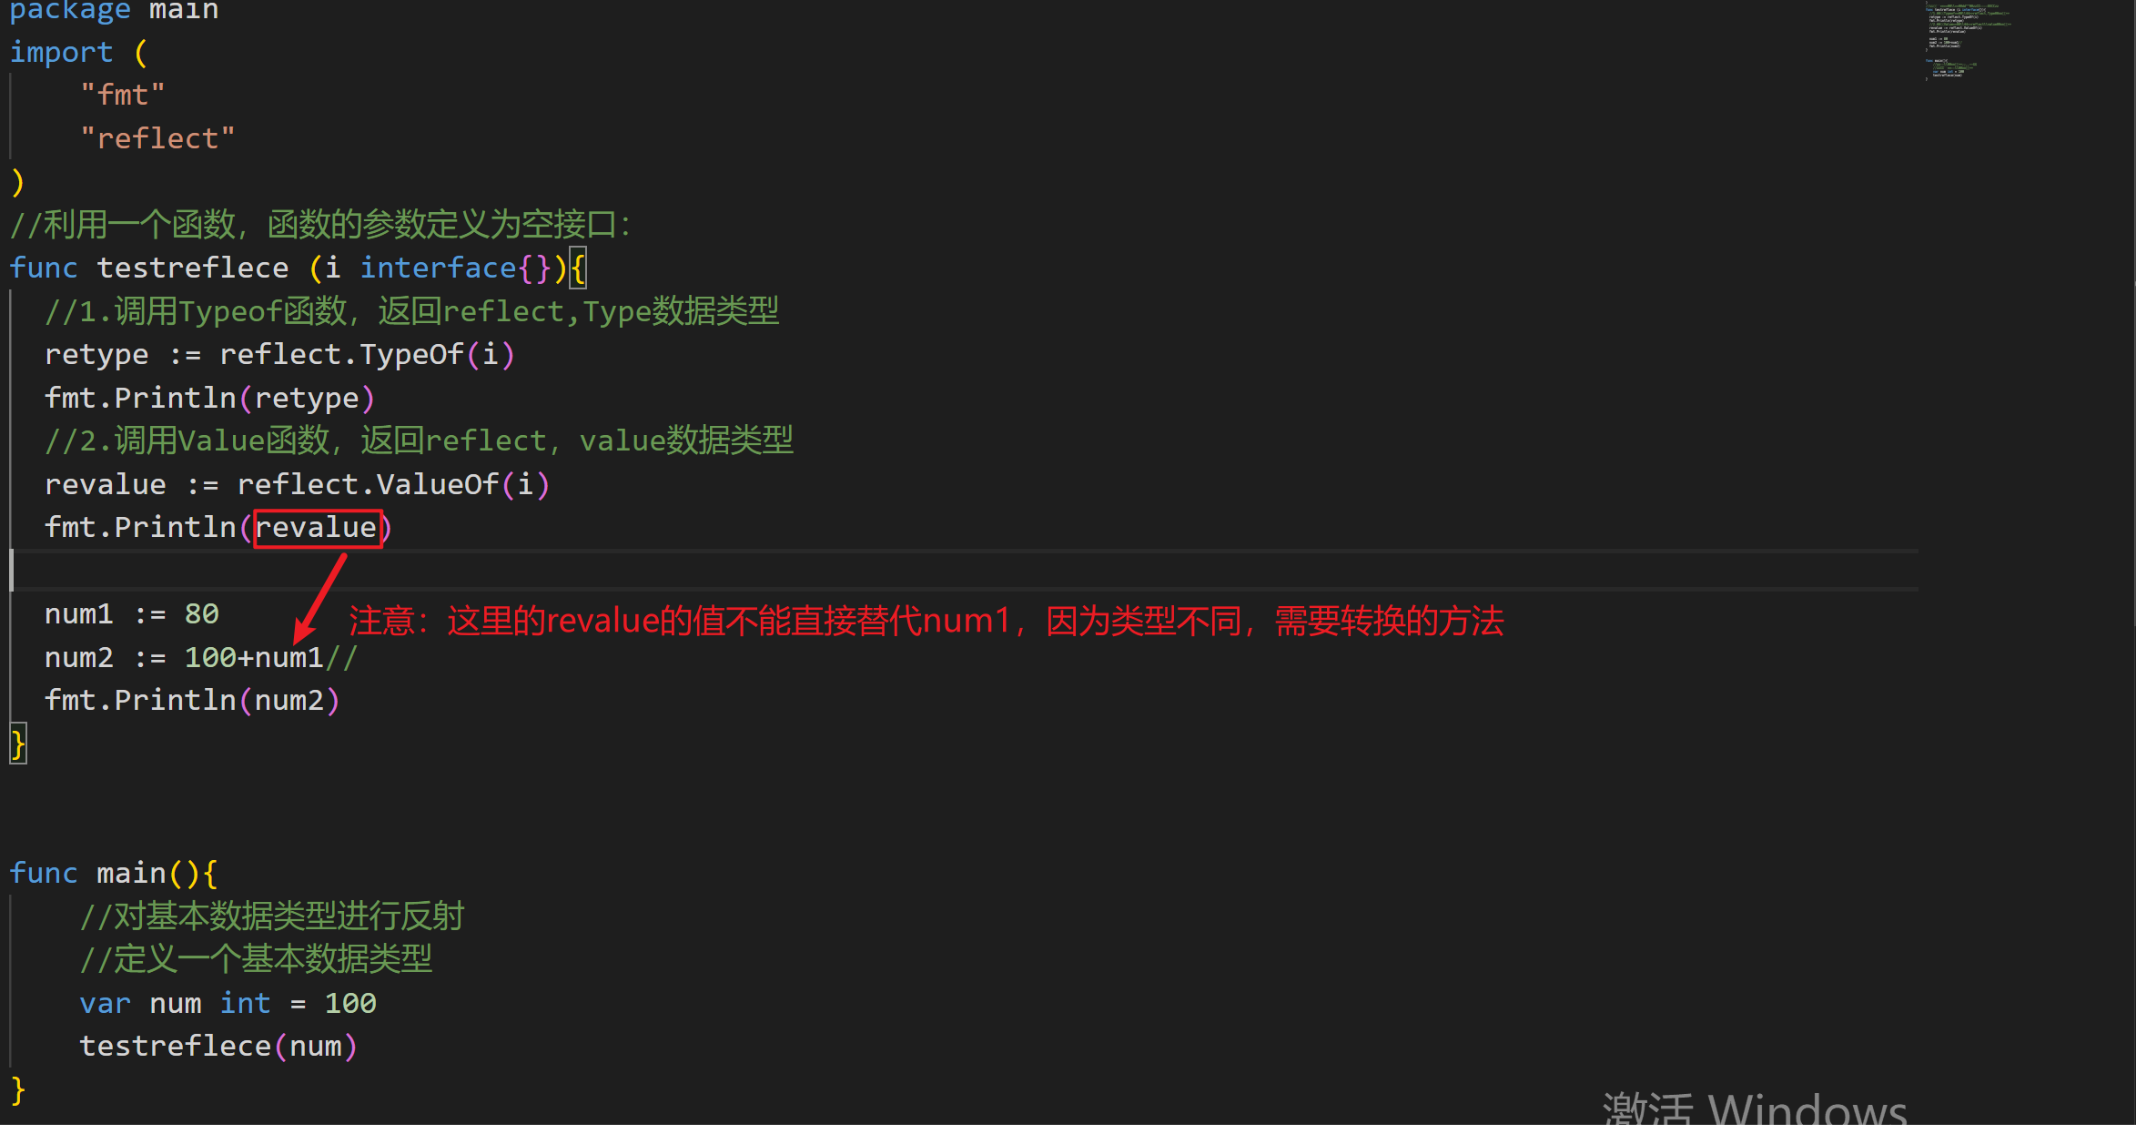 package main
import (
"fmt"
"reflect"
)
//利用一个函数，函数的参数定义为空接口：
func testreflece (i interface{}){
//1.调用Typeof函数，返回reflect,Type数据类型
retype := reflect.TypeOf(i)
fmt.Println(retype)
//2.调用Value函数，返回reflect，value数据类型
revalue := reflect.ValueOf(i)
fmt.Println(revalue)
num1 := 80
注意：这里的revalue的值不能直接替代num1，因为类型不同，需要转换的方法
num2 := 100+num1//
fmt.Println(num2)
}
func main(){
//对基本数据类型进行反射
//定义一个基本数据类型
var num int = 100
testreflece(num)
}
激活 Windows